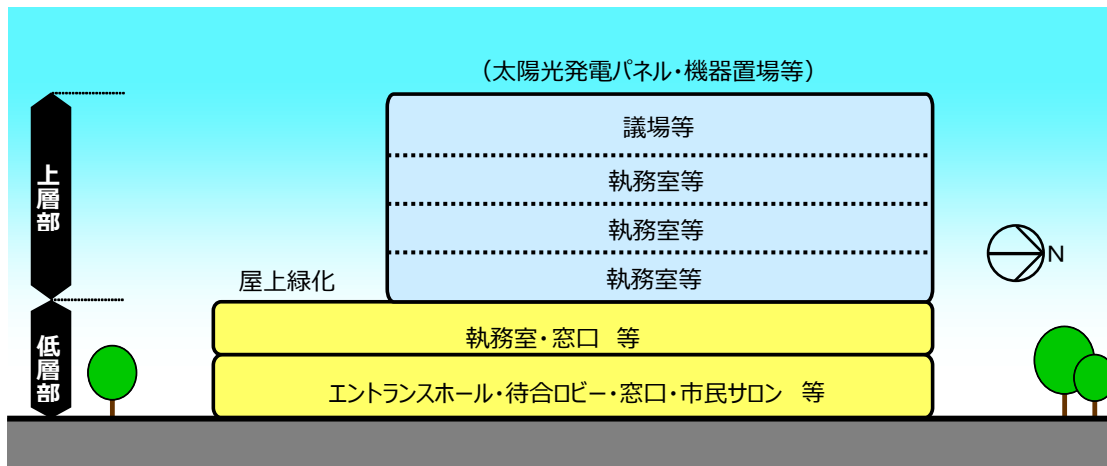 （太陽光発電パネル・機器置場等）
議場等
執務室等
執務室等
執務室等
上層部
N
屋上緑化
執務室・窓口　等
低層部
エントランスホール・待合ロビー・窓口・市民サロン　等